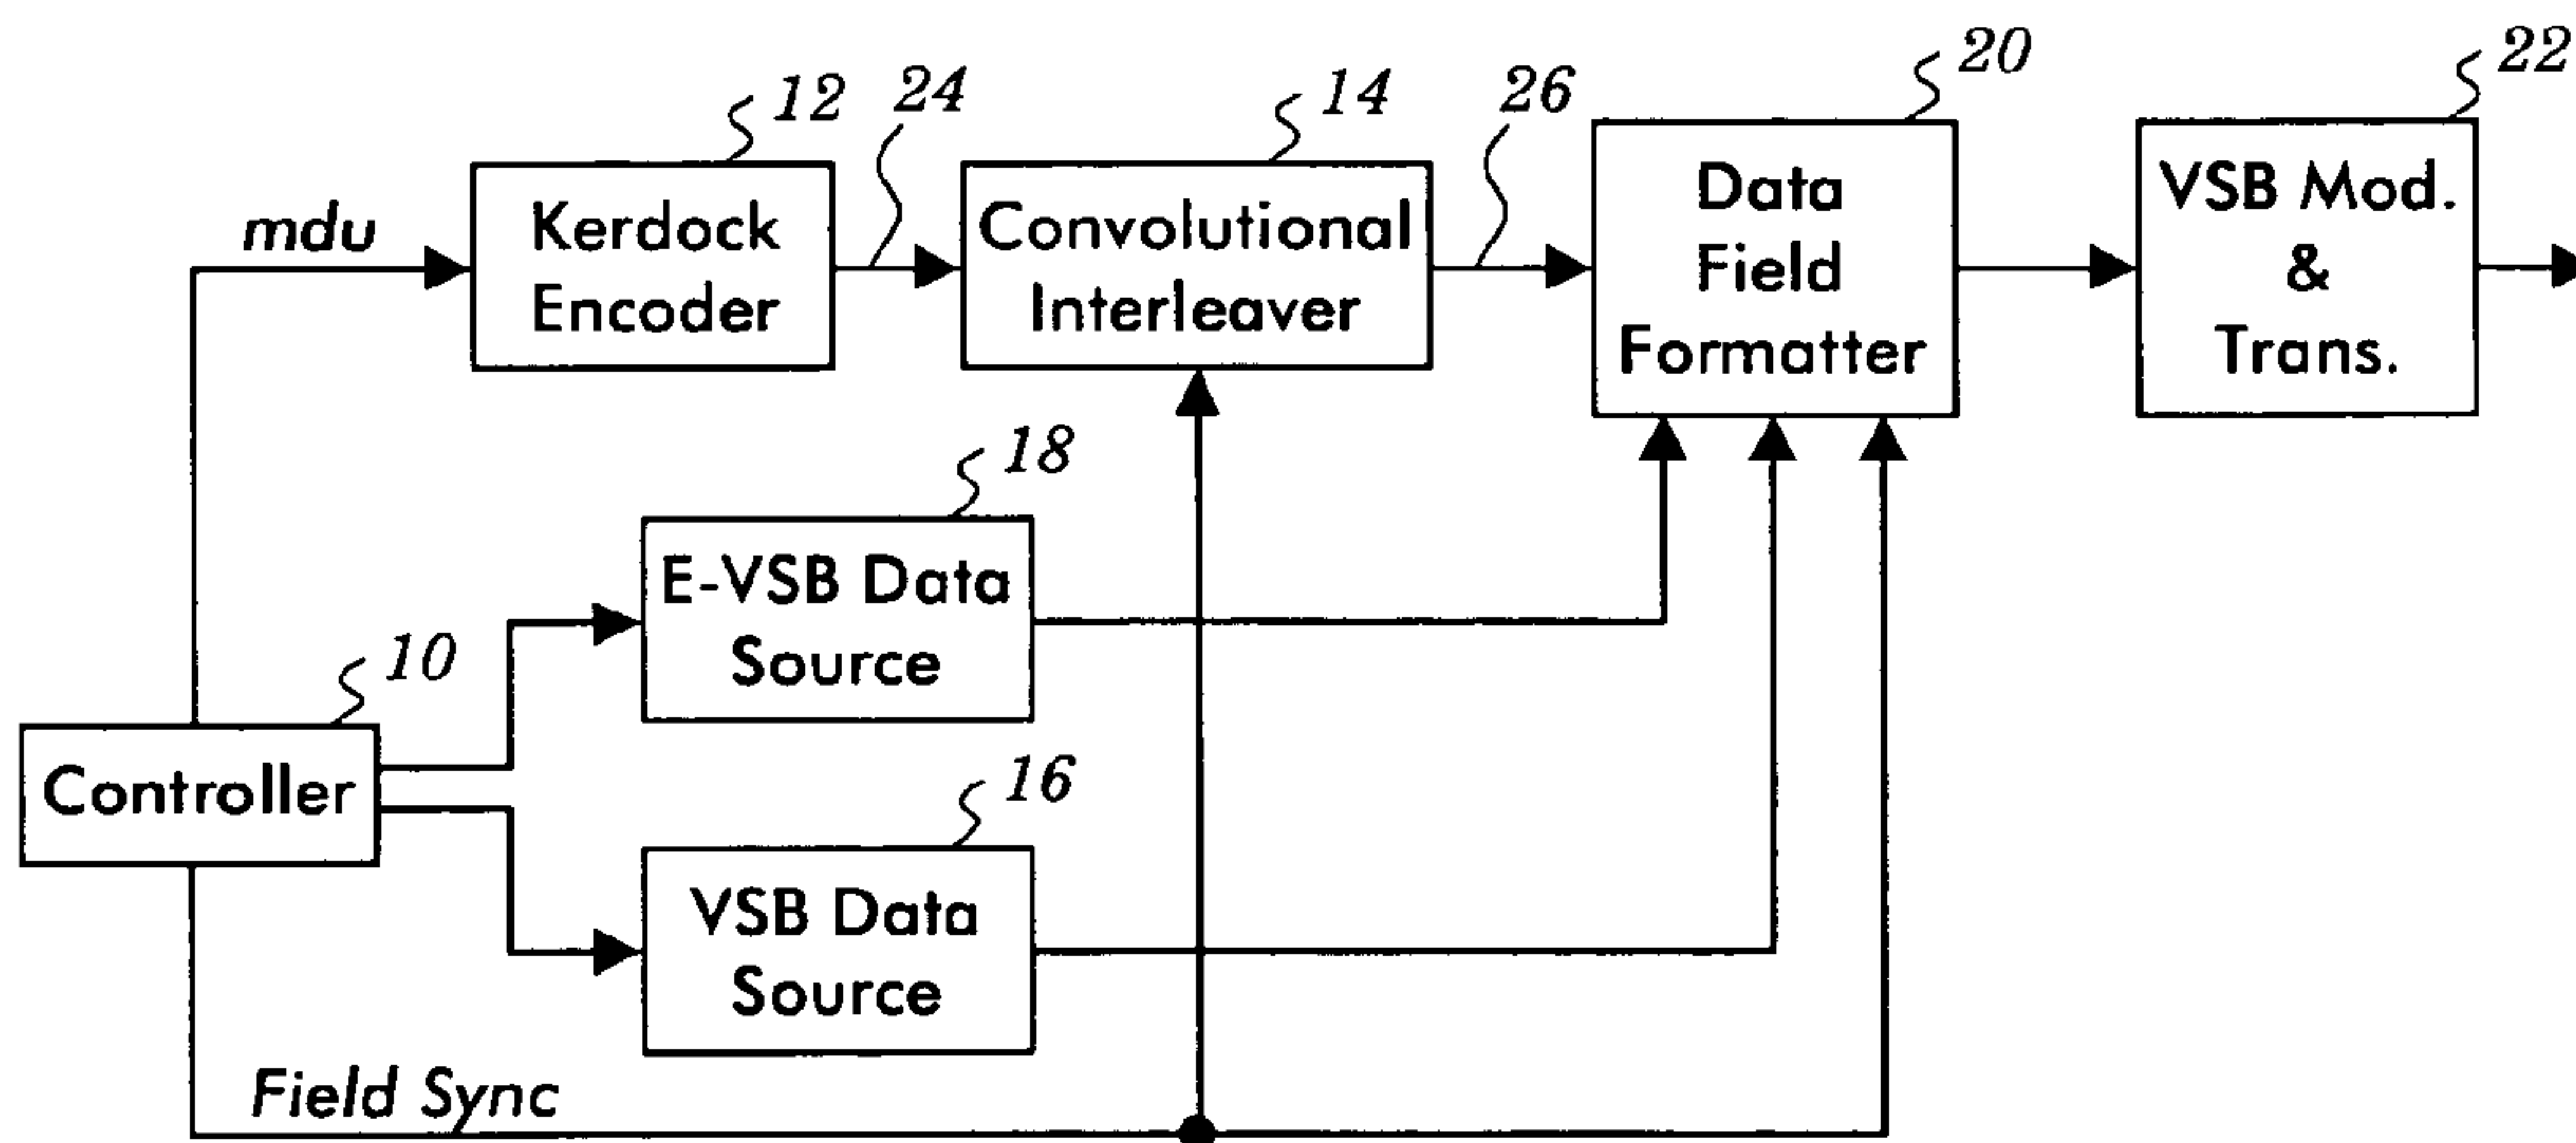 12
24
14
26
20
22
mdu
Kerdock
Encoder
Convolutional
Interleaver
Data
Field
Formatter
VSB Mod.
&
Trans.
18
E-VSB Data
Source
10
Controller
16
VSB Data
Source
Field Sync